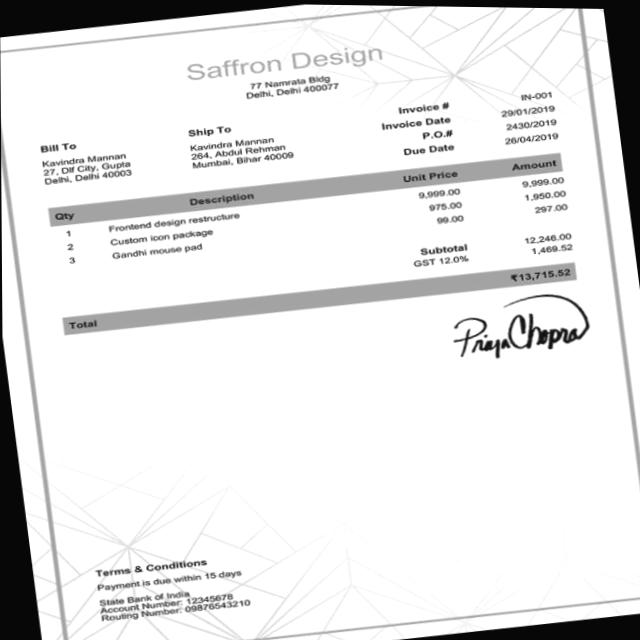 Saffron Design
77 Namrata Bldg
Delhi, Delhi 400077
Bill To
Kavindra Mannan
27, Dlf City, Gupta
Delhi, Delhi 40003
Ship To
Kavindra Mannan
264, Abdul Rehman
Mumbai, Bihar 40009
Invoice # IN-001
Invoice Date 29/01/2019
P.O.# 2430/2019
Due Date 26/04/2019
Qty Description Unit Price Amount
1 Frontend design restructure 9,999.00 9,999.00
2 Custom icon package 975.00 1,950.00
3 Gandhi mouse pad 99.00 297.00
Subtotal 12,246.00
GST 12.0% 1,469.52
Total ₹13,715.52
Priya Chopra
Terms & Conditions
Payment is due within 15 days
State Bank of India
Account Number: 12345678
Routing Number: 09876543210